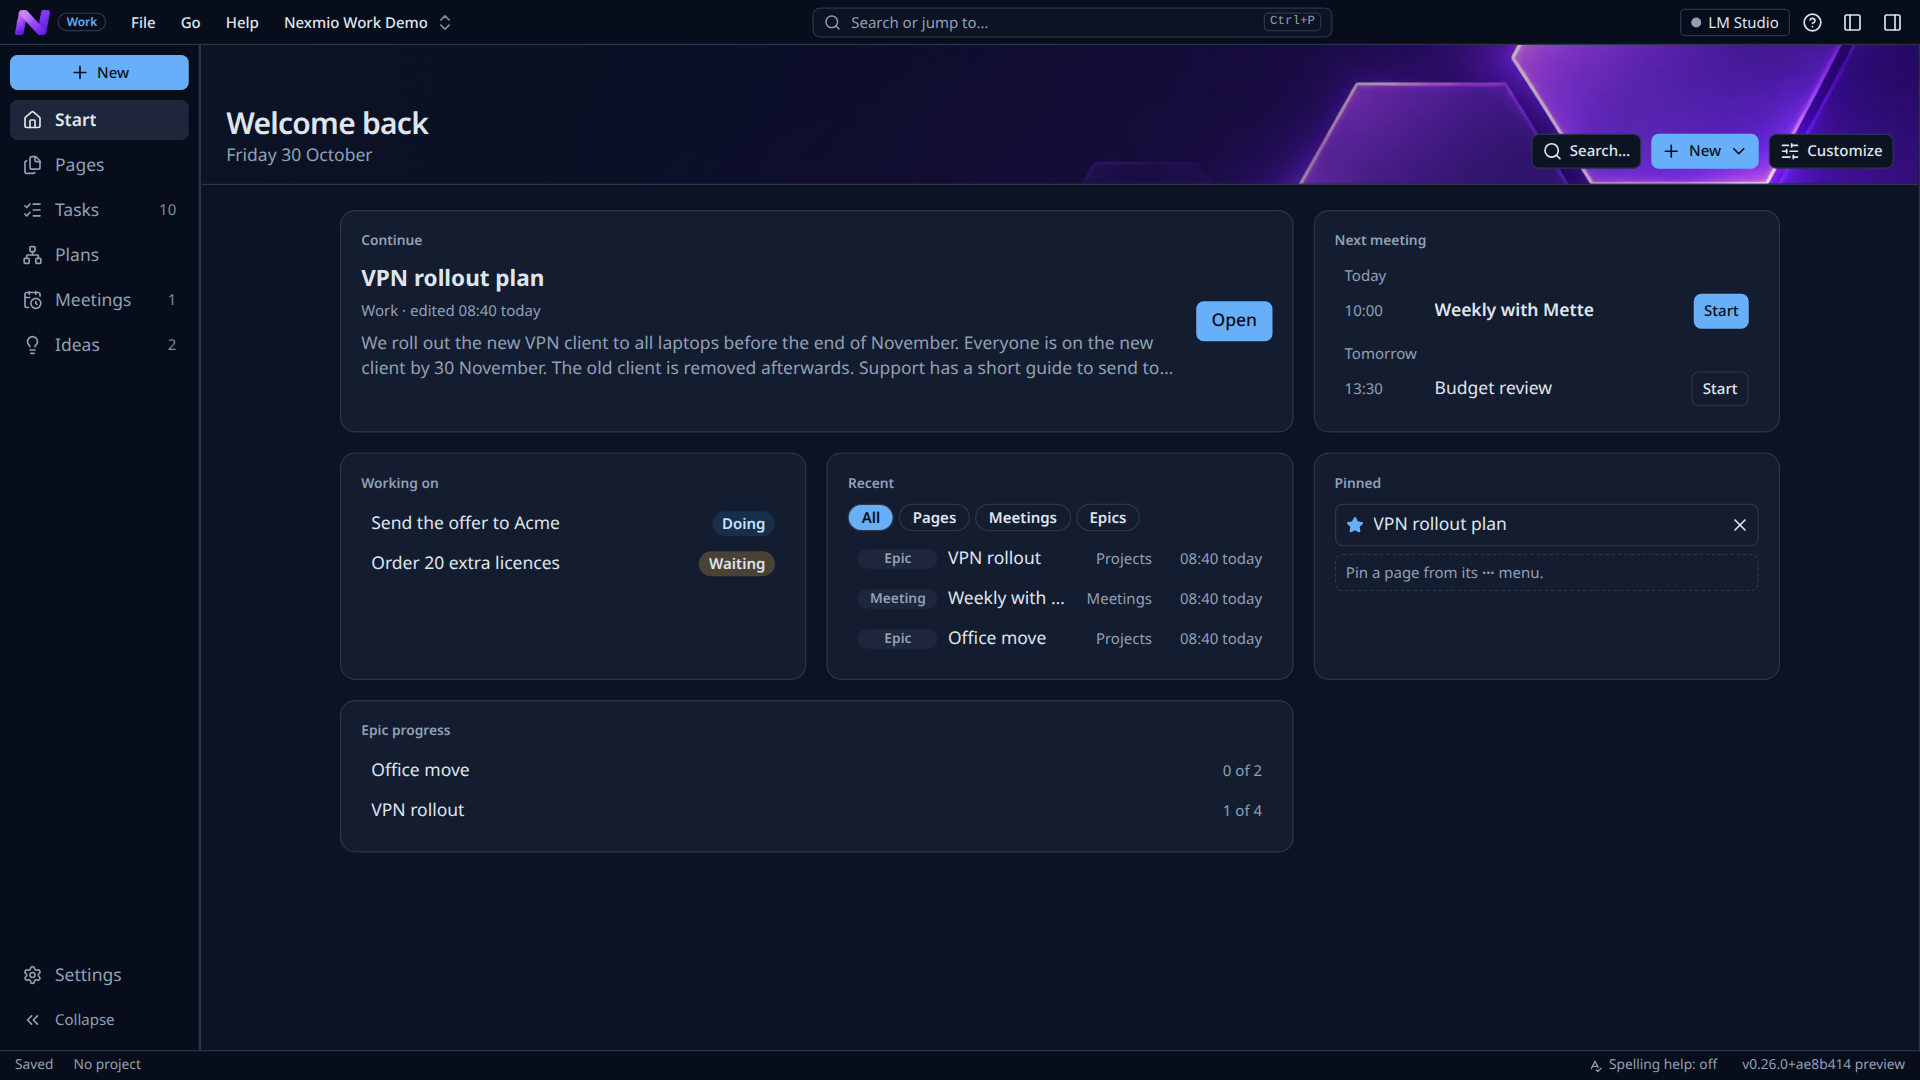 Work
File
Go
Help
Nexmio Work Demo
Search or jump to...
Ctrl+P
LM Studio
New
Start
Pages
Tasks 10
Plans
Meetings 1
Ideas 2
Settings
Collapse
Welcome back
Friday 30 October
Search...
New
Customize
Continue
VPN rollout plan
Work · edited 08:40 today
We roll out the new VPN client to all laptops before the end of November. Everyone is on the new
client by 30 November. The old client is removed afterwards. Support has a short guide to send to...
Open
Next meeting
Today
10:00 Weekly with Mette Start
Tomorrow
13:30 Budget review Start
Working on
Send the offer to Acme Doing
Order 20 extra licences Waiting
Recent
All Pages Meetings Epics
Epic VPN rollout Projects 08:40 today
Meeting Weekly with ... Meetings 08:40 today
Epic Office move Projects 08:40 today
Pinned
VPN rollout plan
Pin a page from its ··· menu.
Epic progress
Office move 0 of 2
VPN rollout 1 of 4
Saved
No project
Spelling help: off
v0.26.0+ae8b414 preview